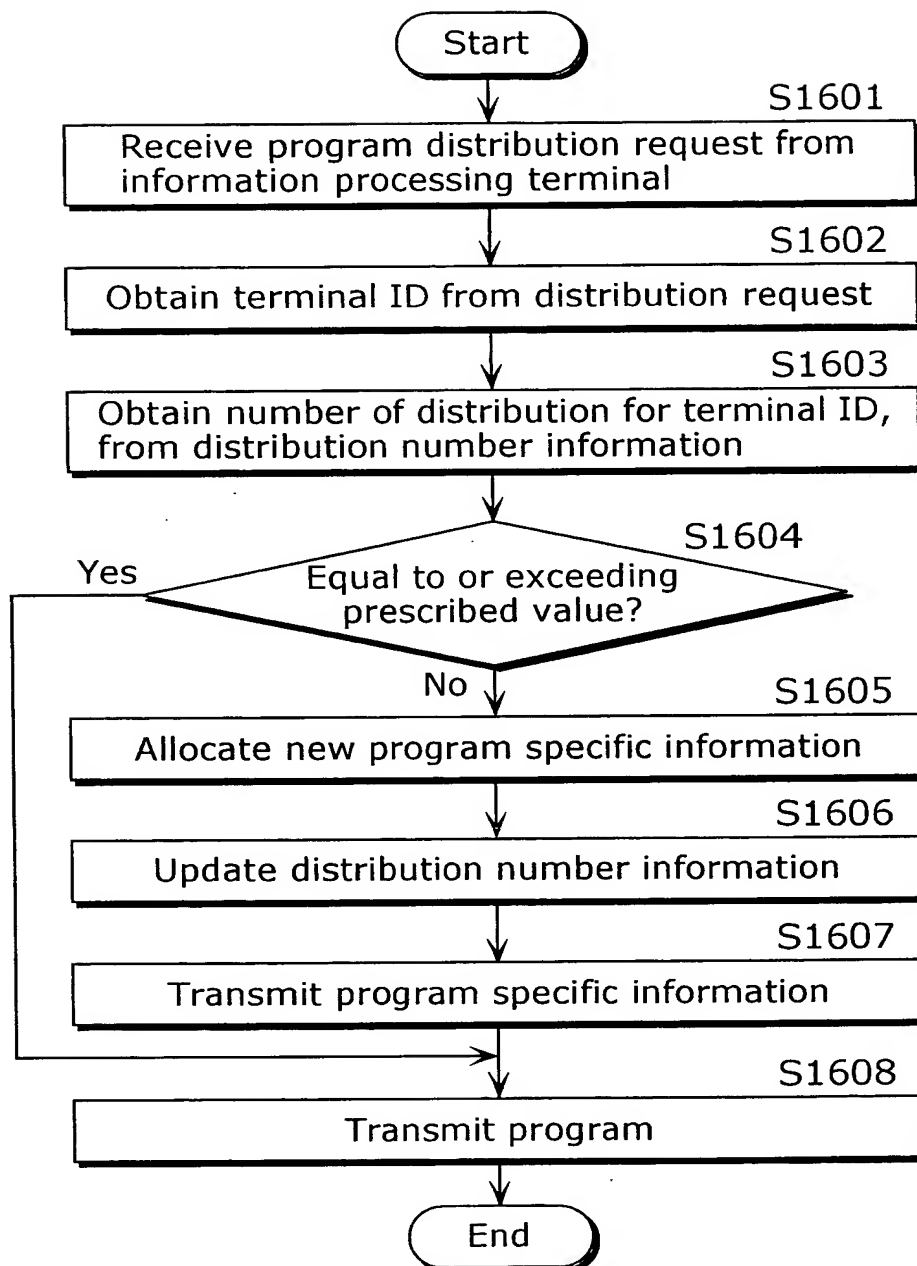 Start
S1601
Receive program distribution request from
information processing terminal
S1602
Obtain terminal ID from distribution request
S1603
Obtain number of distribution for terminal ID,
from distribution number information
S1604
Yes
Equal to or exceeding
prescribed value?
No
S1605
Allocate new program specific information
S1606
Update distribution number information
S1607
Transmit program specific information
S1608
Transmit program
End